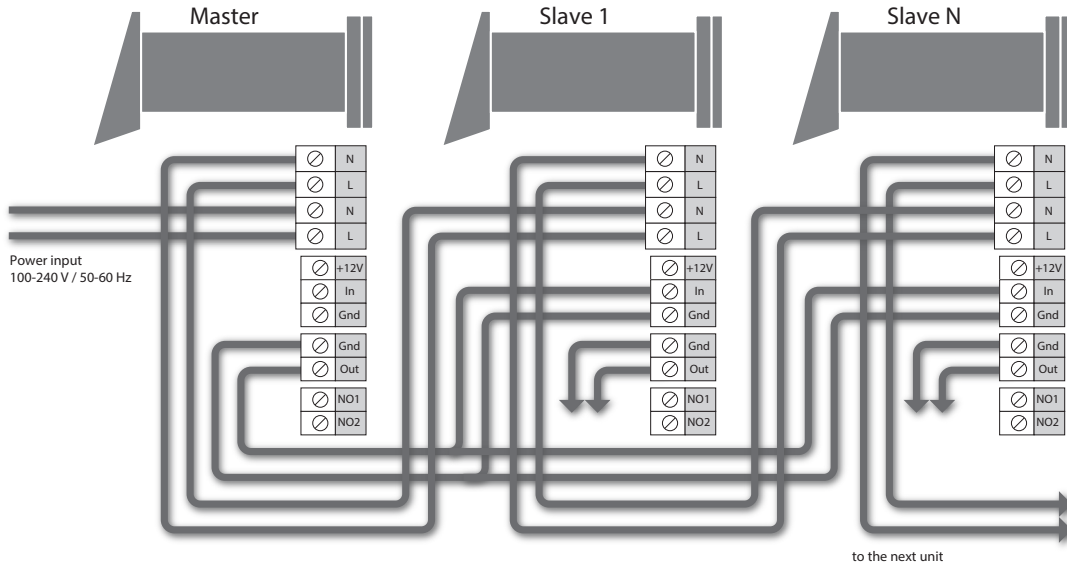 Master
Slave 1
Slave N
N
L
N
L
+12V
In
Gnd
Gnd
Out
NO1
NO2
N
L
N
L
+12V
In
Gnd
Gnd
Out
NO1
NO2
N
L
N
L
+12V
In
Gnd
Gnd
Out
NO1
NO2
Power input
100-240 V / 50-60 Hz
to the next unit